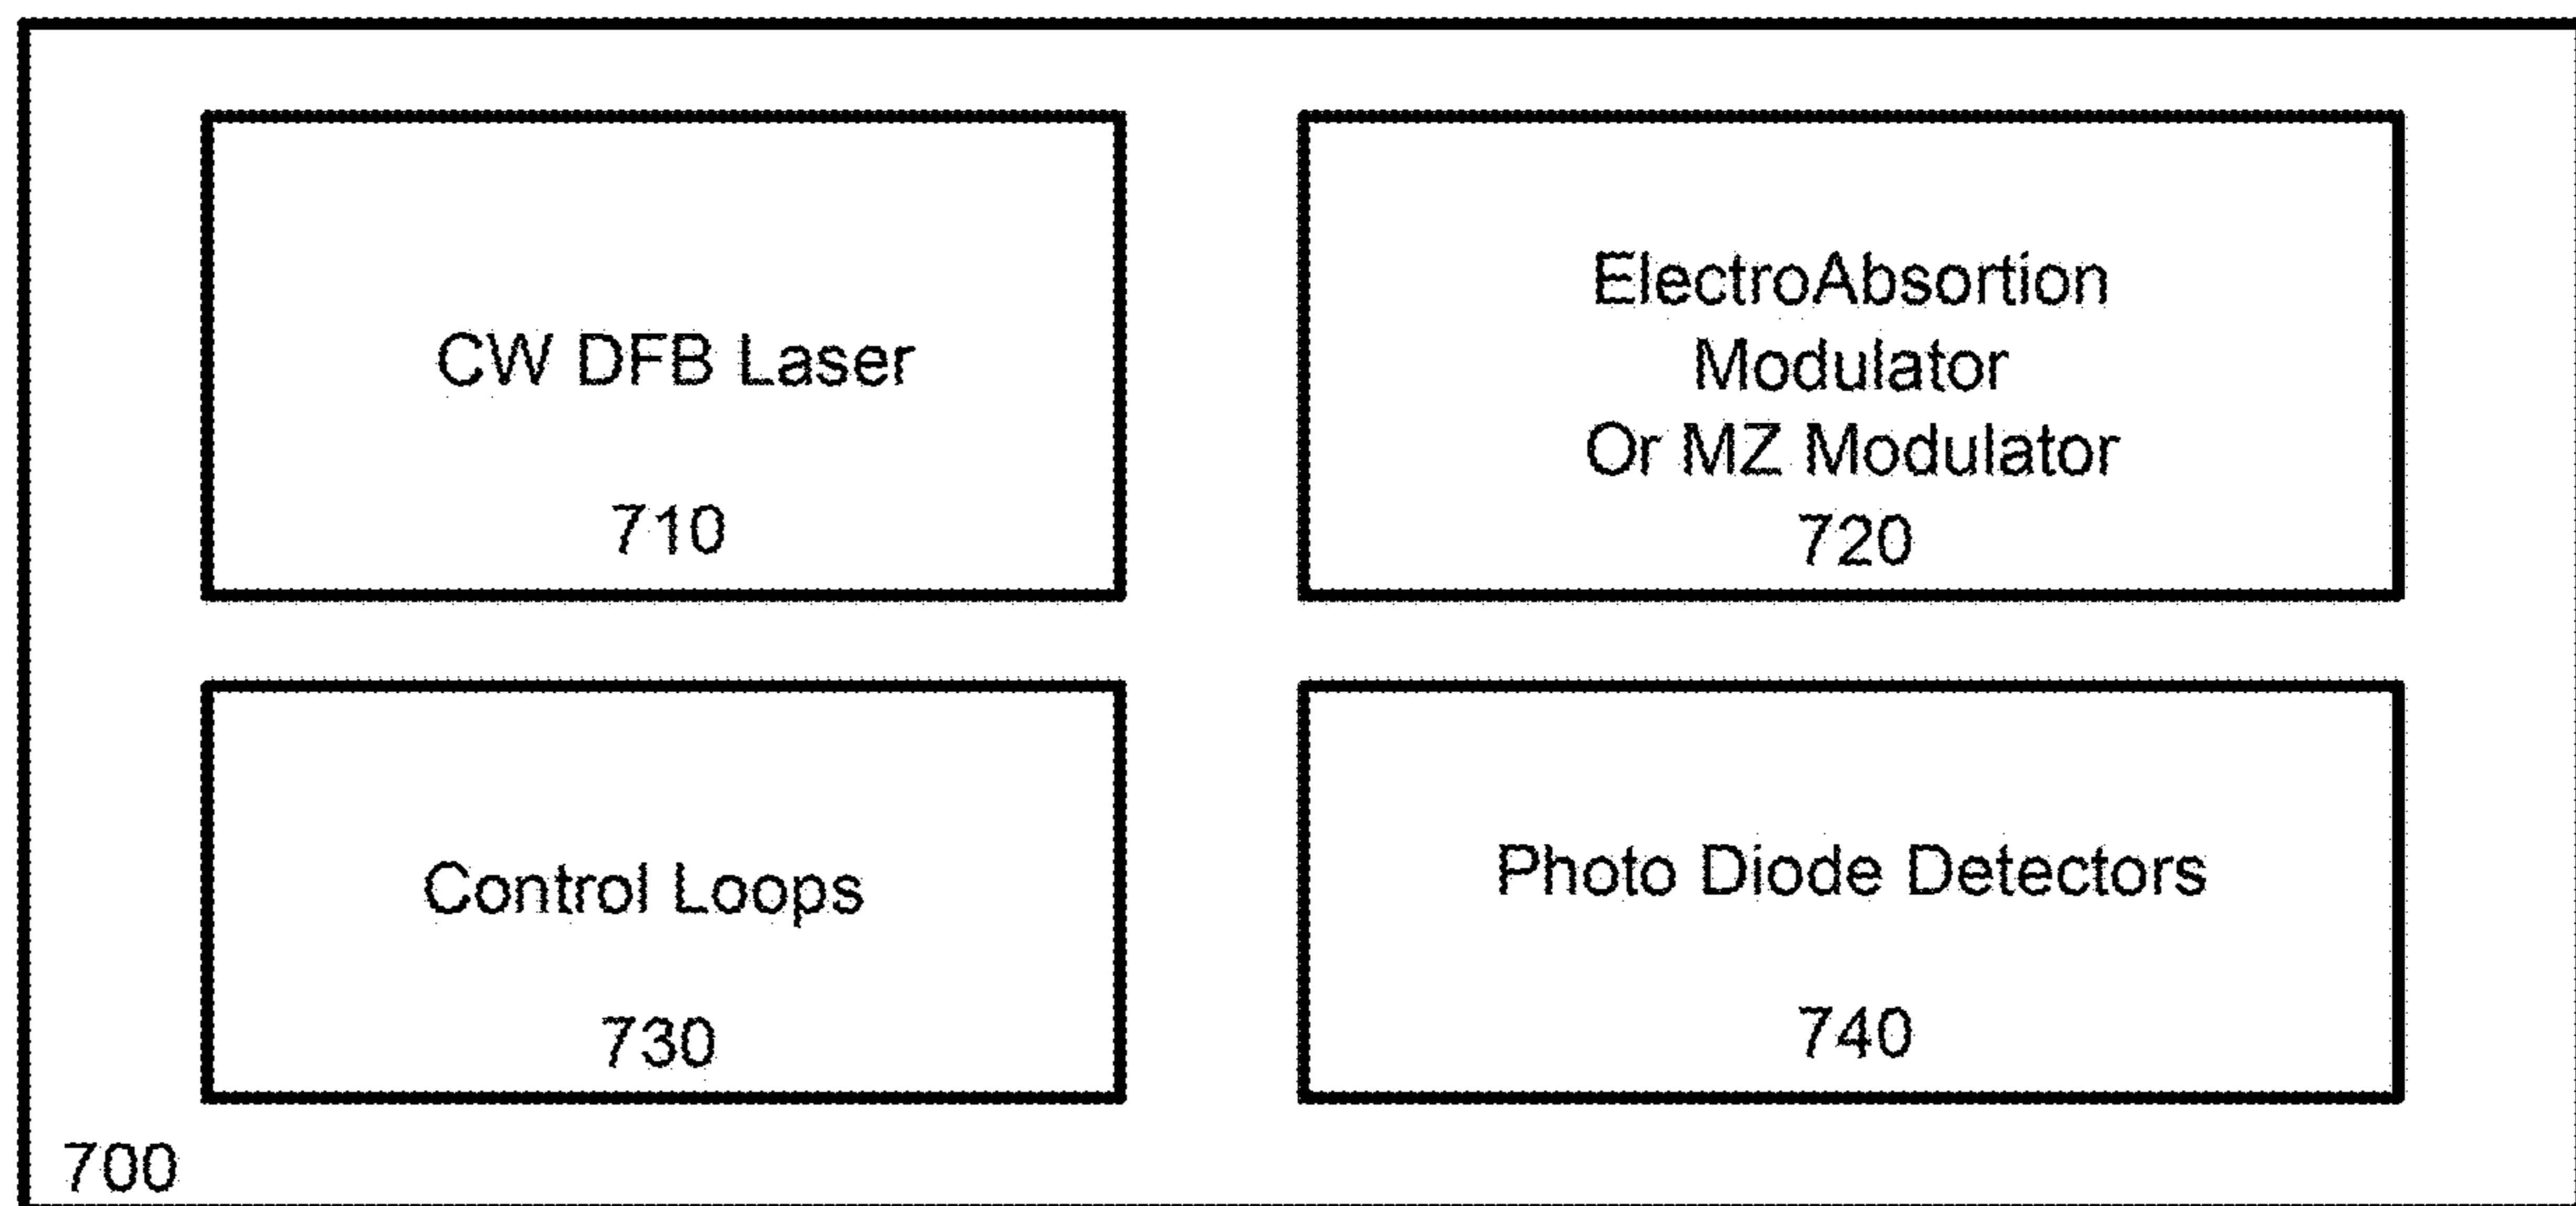 CW DFB Laser
710
ElectroAbsortion
Modulator
Or MZ Modulator
720
Control Loops
730
Photo Diode Detectors
740
700